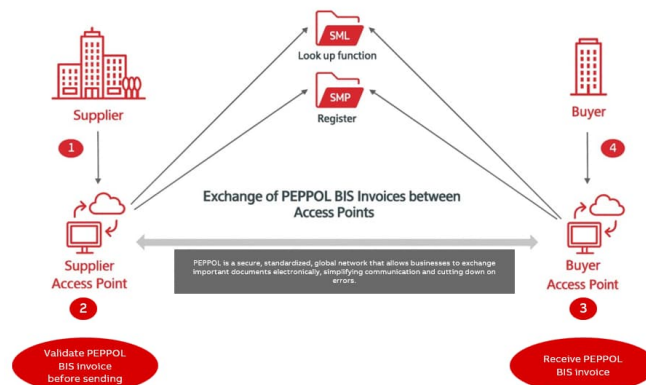 SML
Look up function
SMP
Register
Supplier
Buyer
1
4
Exchange of PEPPOL BIS Invoices between
Access Points
PEPPOL is a secure, standardized, global network that allows businesses to exchange
important documents electronically, simplifying communication and cutting down on
errors.
Supplier
Access Point
Buyer
Access Point
2
3
Validate PEPPOL
BIS invoice
before sending
Receive PEPPOL
BIS invoice